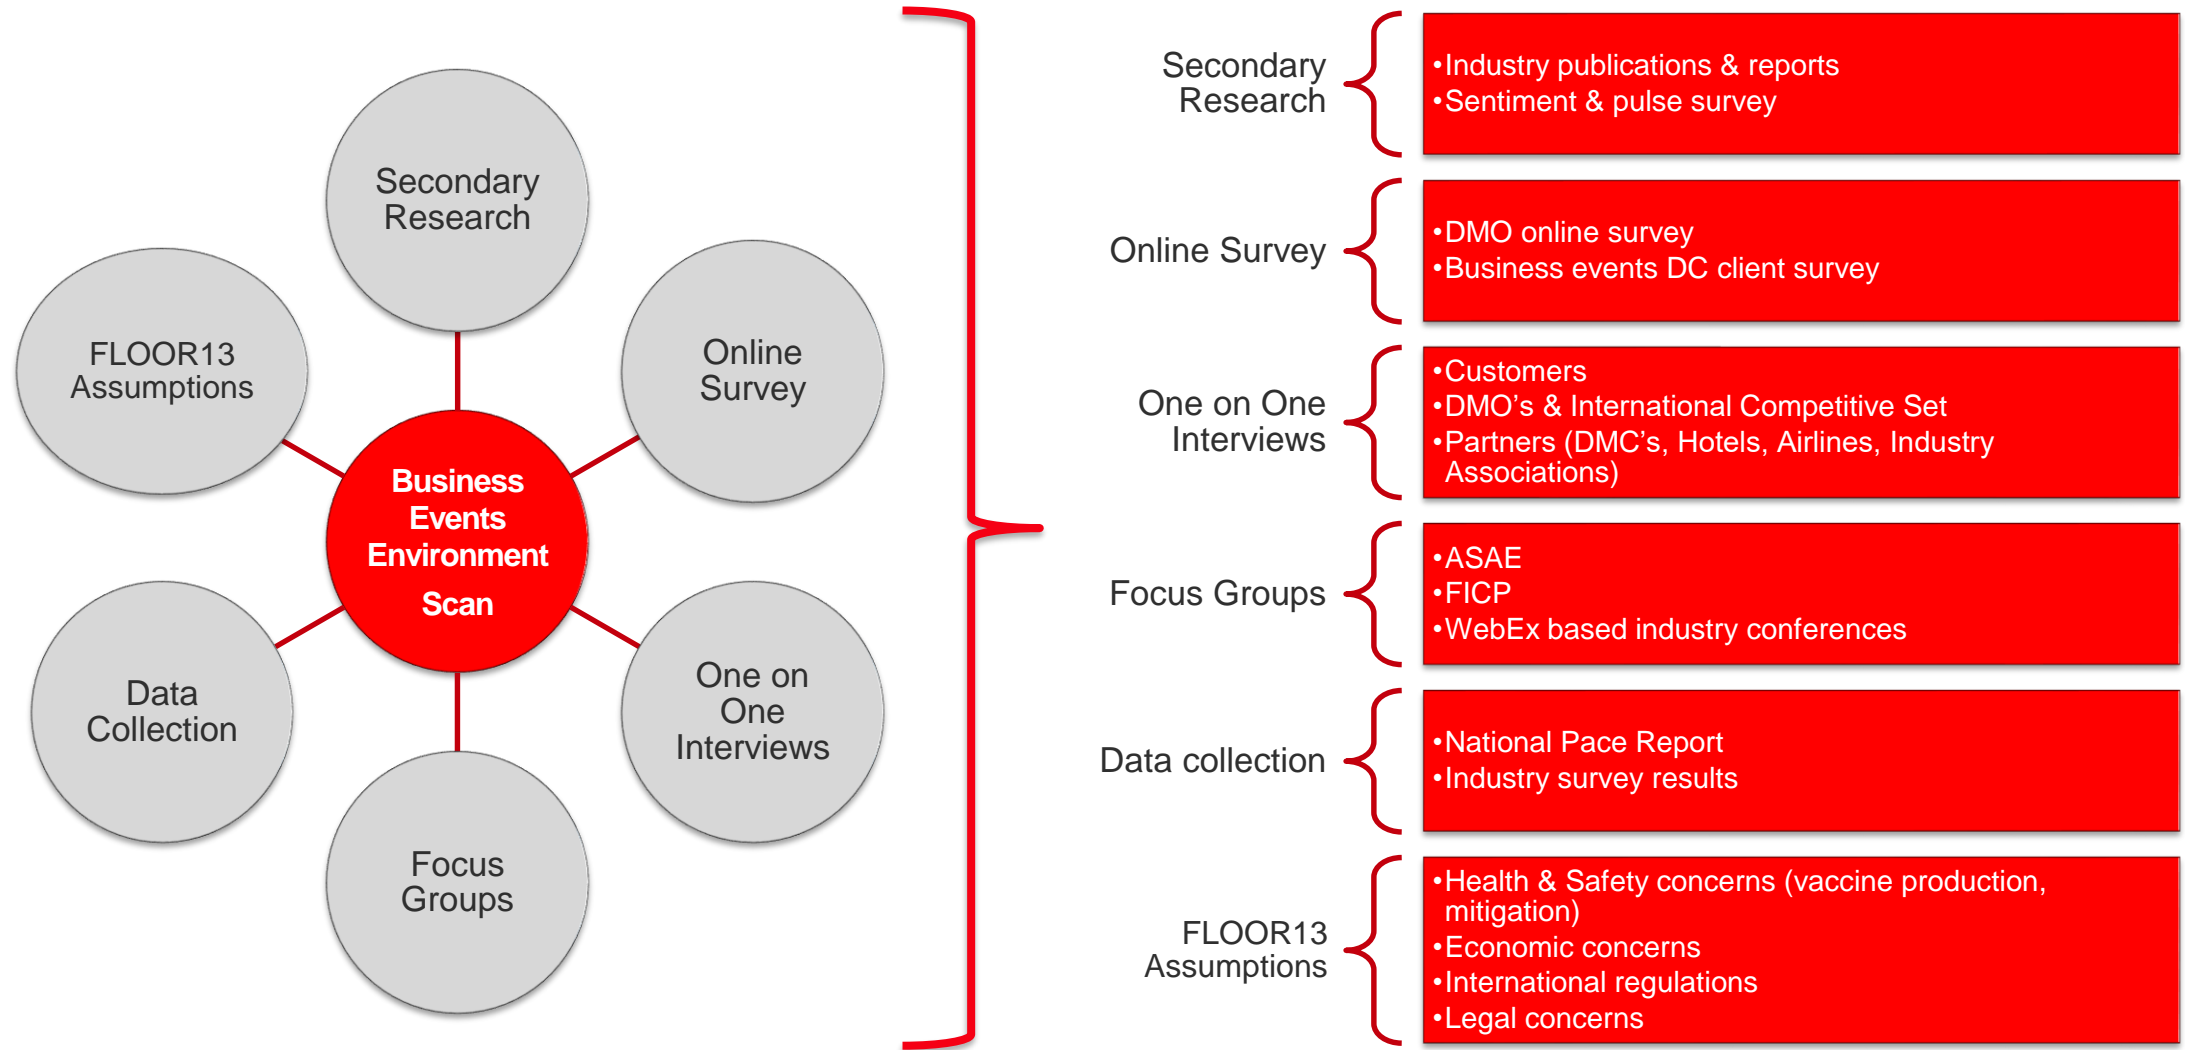 Secondary
Research
Online
Survey
One on
One
Interviews
Focus
Groups
Data
Collection
FLOOR13
Assumptions
Business
Events
Environment
Scan
Secondary
Research
•Industry publications & reports
•Sentiment & pulse survey
Online Survey
•DMO online survey
•Business events DC client survey
One on One
Interviews
•Customers
•DMO’s & International Competitive Set
•Partners (DMC’s, Hotels, Airlines, Industry
Associations)
Focus Groups
•ASAE
•FICP
•WebEx based industry conferences
Data collection
•National Pace Report
•Industry survey results
FLOOR13
Assumptions
•Health & Safety concerns (vaccine production,
mitigation)
•Economic concerns
•International regulations
•Legal concerns